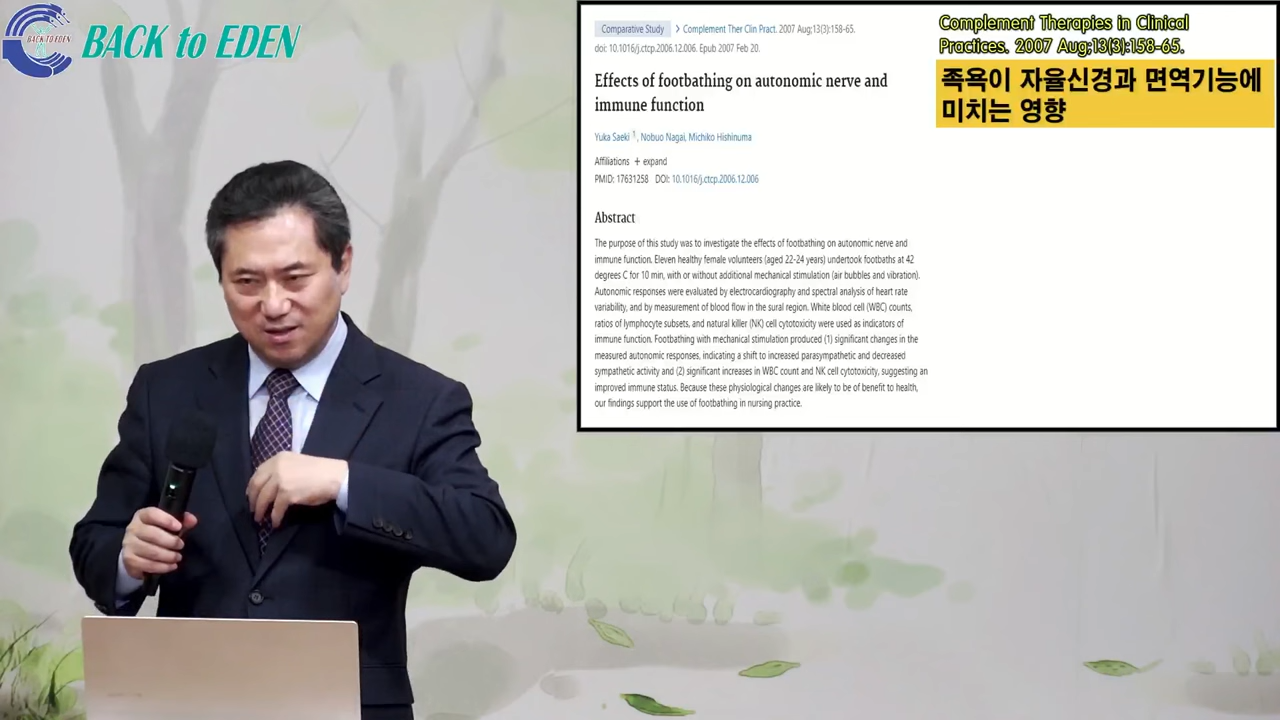 BACK TO EDEN
BACK to EDEN
Comparative Study > Complement Ther Clin Pract. 2007 Aug;13(3):158-65.
doi: 10.1016/j.ctcp.2006.12.006. Epub 2007 Feb 20.
Effects of footbathing on autonomic nerve and
immune function
Yuka Saeki 1, Nobuo Nagai, Michiko Hishinuma
Affiliations + expand
PMID: 17631258 DOI: 10.1016/j.ctcp.2006.12.006
Abstract
The purpose of this study was to investigate the effects of footbathing on autonomic nerve and
immune function. Eleven healthy female volunteers (aged 22-24 years) undertook footbaths at 42
degrees C for 10 min, with or without additional mechanical stimulation (air bubbles and vibration).
Autonomic responses were evaluated by electrocardiography and spectral analysis of heart rate
variability, and by measurement of blood flow in the sural region. White blood cell (WBC) counts,
ratios of lymphocyte subsets, and natural killer (NK) cell cytotoxicity were used as indicators of
immune function. Footbathing with mechanical stimulation produced (1) significant changes in the
measured autonomic responses, indicating a shift to increased parasympathetic and decreased
sympathetic activity and (2) significant increases in WBC count and NK cell cytotoxicity, suggesting an
improved immune status. Because these physiological changes are likely to be of benefit to health,
our findings support the use of footbathing in nursing practice.
Complement Therapies in Clinical
Practices. 2007 Aug;13(3):158-65.
족욕이 자율신경과 면역기능에
미치는 영향